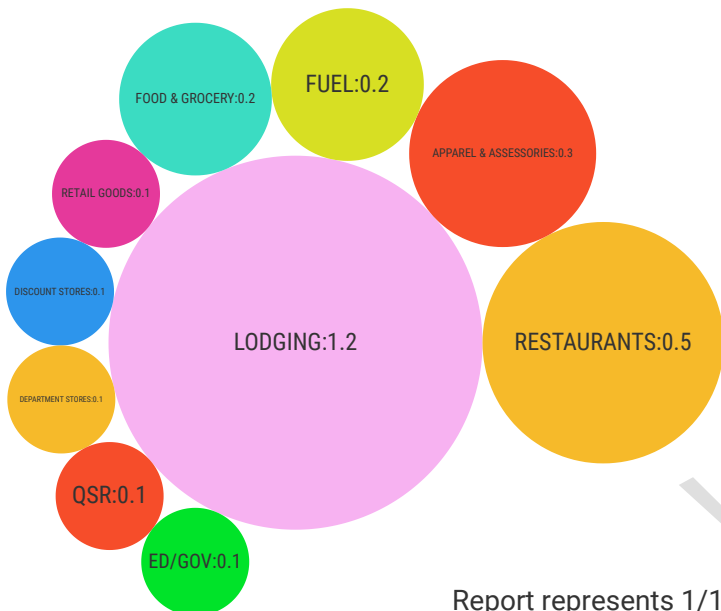 FUEL:0.2
FOOD & GROCERY:0.2
APPAREL & ASSESSORIES:0.3
RETAIL GOODS:0.1
DISCOUNT STORES:0.1
LODGING:1.2
RESTAURANTS:0.5
DEPARTMENT STORES:0.1
QSR:0.1
ED/GOV:0.1
Report represents 1/1